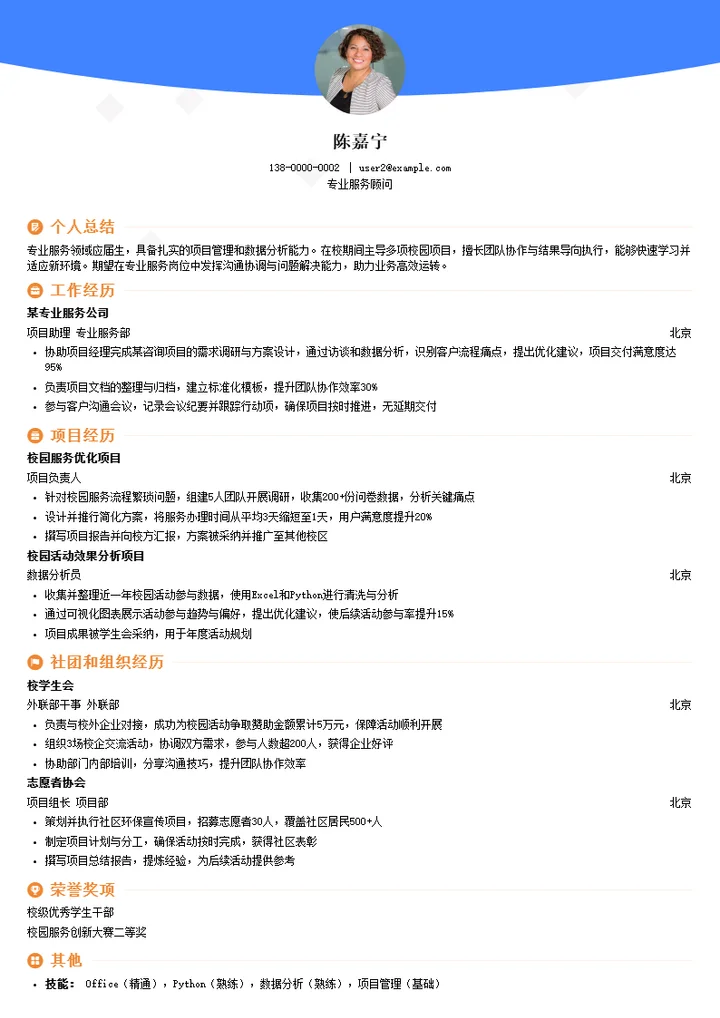 陈嘉宁
138-0000-0002 | user2@example.com
专业服务顾问
个人总结
专业服务领域应届生，具备扎实的项目管理和数据分析能力。在校期间主导多项校园项目，擅长团队协作与结果导向执行，能够快速学习并
适应新环境。期望在专业服务岗位中发挥沟通协调与问题解决能力，助力业务高效运转。
工作经历
某专业服务公司
项目助理 专业服务部 北京
• 协助项目经理完成某咨询项目的需求调研与方案设计，通过访谈和数据分析，识别客户流程痛点，提出优化建议，项目交付满意度达
95%
• 负责项目文档的整理与归档，建立标准化模板，提升团队协作效率30%
• 参与客户沟通会议，记录会议纪要并跟踪行动项，确保项目按时推进，无延期交付
项目经历
校园服务优化项目
项目负责人 北京
• 针对校园服务流程繁琐问题，组建5人团队开展调研，收集200+份问卷数据，分析关键痛点
• 设计并推行简化方案，将服务办理时间从平均3天缩短至1天，用户满意度提升20%
• 撰写项目报告并向校方汇报，方案被采纳并推广至其他校区
校园活动效果分析项目
数据分析员 北京
• 收集并整理近一年校园活动参与数据，使用Excel和Python进行清洗与分析
• 通过可视化图表展示活动参与趋势与偏好，提出优化建议，使后续活动参与率提升15%
• 项目成果被学生会采纳，用于年度活动规划
社团和组织经历
校学生会
外联部干事 外联部 北京
• 负责与校外企业对接，成功为校园活动争取赞助金额累计5万元，保障活动顺利开展
• 组织3场校企交流活动，协调双方需求，参与人数超200人，获得企业好评
• 协助部门内部培训，分享沟通技巧，提升团队协作效率
志愿者协会
项目组长 项目部 北京
• 策划并执行社区环保宣传项目，招募志愿者30人，覆盖社区居民500+人
• 制定项目计划与分工，确保活动按时完成，获得社区表彰
• 撰写项目总结报告，提炼经验，为后续活动提供参考
荣誉奖项
校级优秀学生干部
校园服务创新大赛二等奖
其他
• 技能： Office（精通），Python（熟练），数据分析（熟练），项目管理（基础）